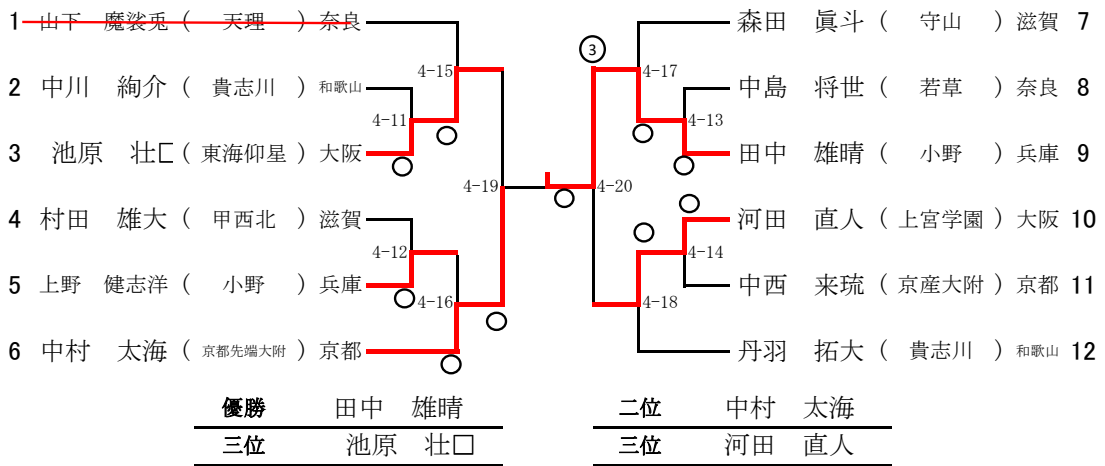 1 山下 魔裟兎 ( 天理 ) 奈良
森田 眞斗 ( 守山 ) 滋賀 7
3
4-15
4-17
2 中川 絢介 ( 貴志川 ) 和歌山
中島 将世 ( 若草 ) 奈良 8
4-11
4-13
3 池原 壮□ ( 東海仰星 ) 大阪
田中 雄晴 ( 小野 ) 兵庫 9
4-19
4-20
4 村田 雄大 ( 甲西北 ) 滋賀
河田 直人 ( 上宮学園 ) 大阪 10
4-12
4-14
5 上野 健志洋 ( 小野 ) 兵庫
中西 来琉 ( 京産大附 ) 京都 11
4-16
4-18
6 中村 太海 ( 京都先端大附 ) 京都
丹羽 拓大 ( 貴志川 ) 和歌山 12
優勝 田中 雄晴
二位 中村 太海
三位 池原 壮□
三位 河田 直人